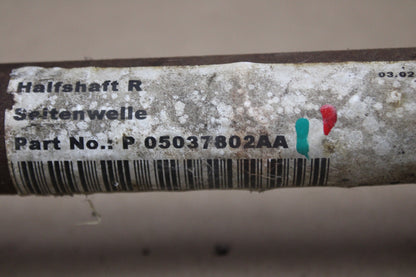 Halfshaft R
03.02
Seitenwelle
Part No.: P 05037802AA